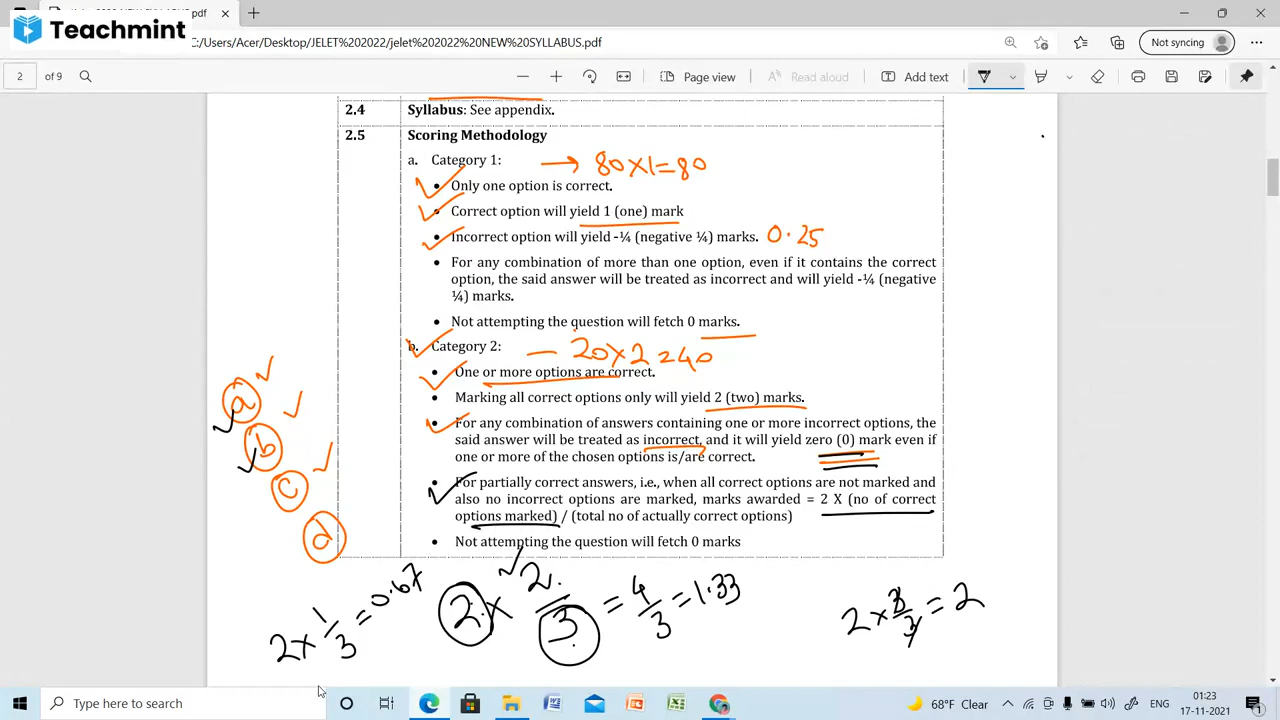 pdf
Teachmint
C:/Users/Acer/Desktop/JELET%202022/jelet%202022%20NEW%20SYLLABUS.pdf
Not syncing
2 of 9
Page view
Read aloud
Add text
2.4 Syllabus: See appendix.
2.5 Scoring Methodology
a. Category 1: → 80×1=80
• Only one option is correct.
• Correct option will yield 1 (one) mark
• Incorrect option will yield -¼ (negative ¼) marks. 0.25
• For any combination of more than one option, even if it contains the correct
option, the said answer will be treated as incorrect and will yield -¼ (negative
¼) marks.
• Not attempting the question will fetch 0 marks.
b. Category 2: — 20×2=40
• One or more options are correct.
• Marking all correct options only will yield 2 (two) marks.
• For any combination of answers containing one or more incorrect options, the
said answer will be treated as incorrect, and it will yield zero (0) mark even if
one or more of the chosen options is/are correct.
• For partially correct answers, i.e., when all correct options are not marked and
also no incorrect options are marked, marks awarded = 2 X (no of correct
options marked) / (total no of actually correct options)
• Not attempting the question will fetch 0 marks
a
b
c
d
2×1/3=0.67
2×2/3=4/3=1.33
2×3/3=2
Type here to search
68°F Clear
01:23
17-11-2021